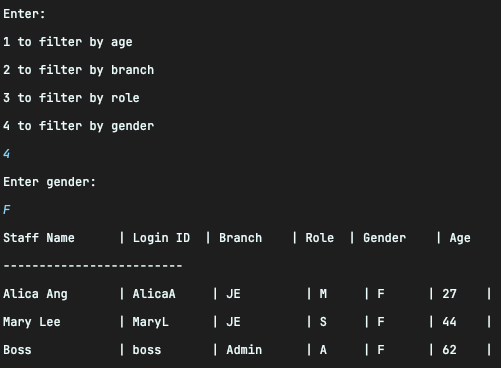 Enter:
1 to filter by age
2 to filter by branch
3 to filter by role
4 to filter by gender
4
Enter gender:
F
Staff Name | Login ID | Branch | Role | Gender | Age
-------------------------
Alica Ang | AlicaA | JE | M | F | 27 |
Mary Lee | MaryL | JE | S | F | 44 |
Boss | boss | Admin | A | F | 62 |